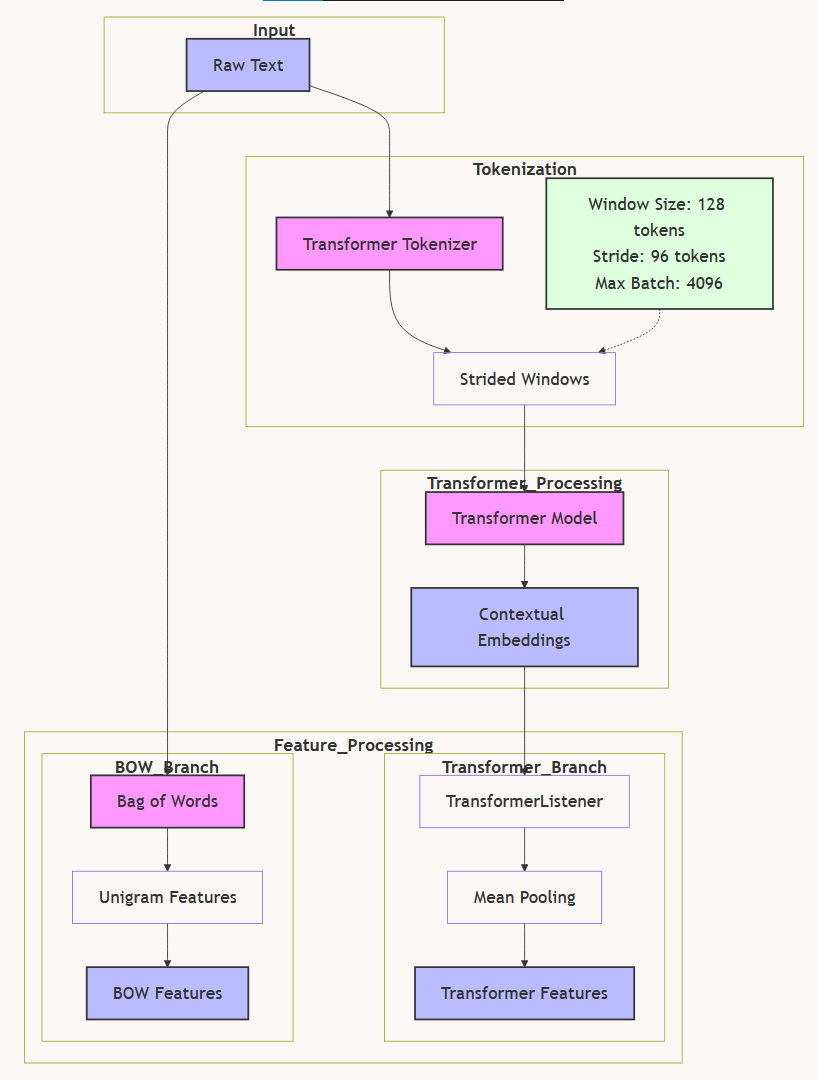 Input
Raw Text
Tokenization
Window Size: 128
tokens
Stride: 96 tokens
Max Batch: 4096
Transformer Tokenizer
Strided Windows
Transformer_Processing
Transformer Model
Contextual
Embeddings
Feature_Processing
BOW_Branch
Bag of Words
Unigram Features
BOW Features
Transformer_Branch
TransformerListener
Mean Pooling
Transformer Features